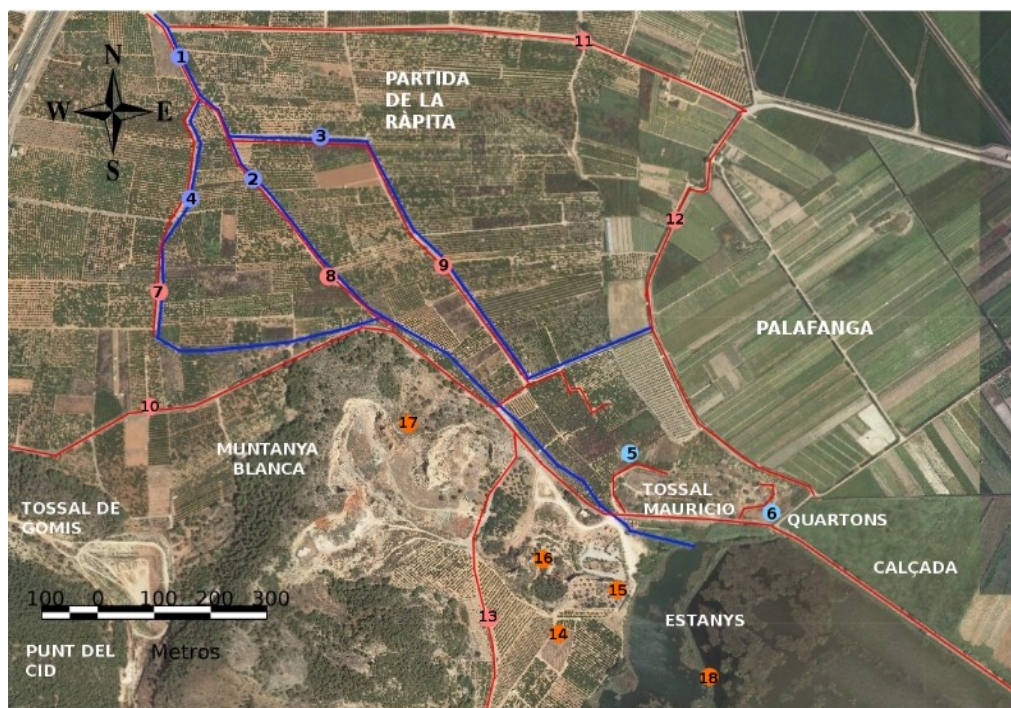 1
11
N
W E
S
PARTIDA
DE LA
RÀPITA
3
2
4
12
9
8
7
PALAFANGA
10
17
MUNTANYA
BLANCA
5
TOSSAL
MAURICIO
6
QUARTONS
TOSSAL DE
GOMIS
CALÇADA
16
15
100 0 100 200 300
Metros
13
14
ESTANYS
PUNT DEL
CID
18